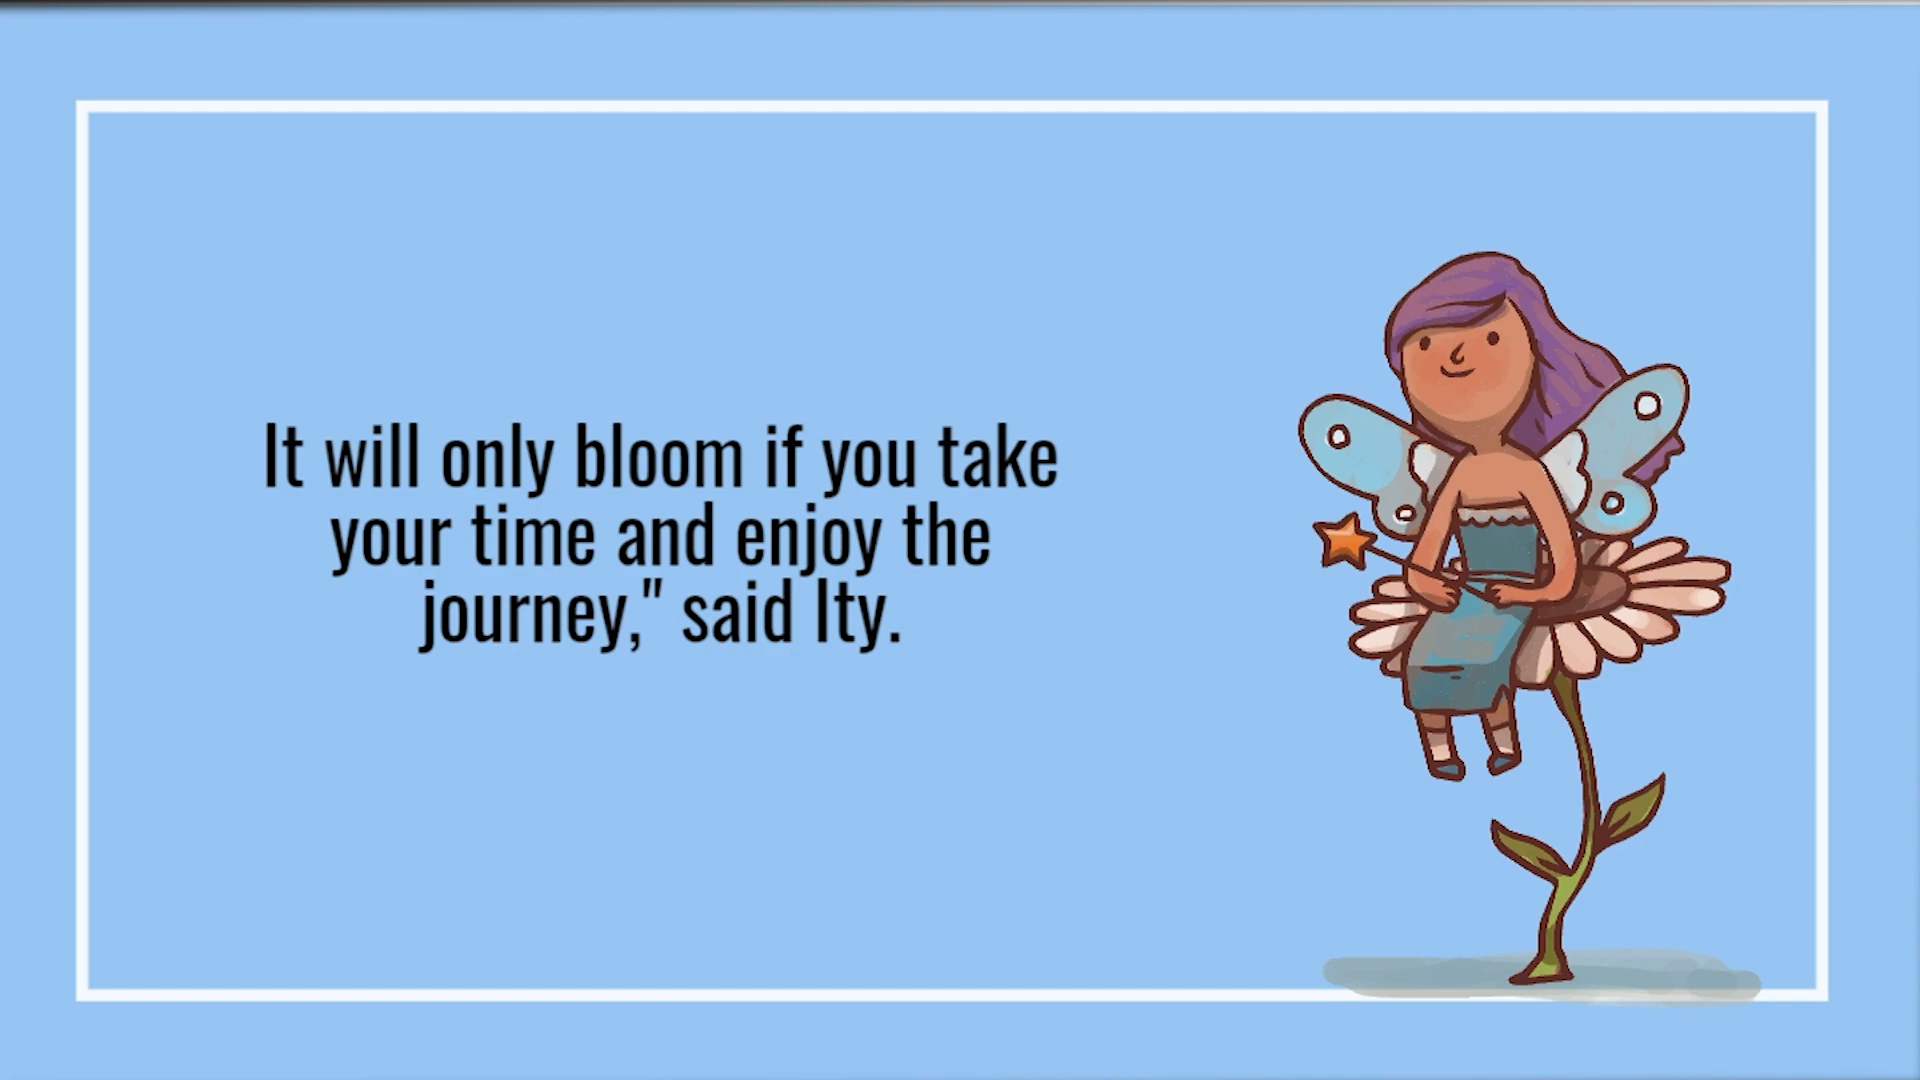 It will only bloom if you take
your time and enjoy the
journey," said Ity.